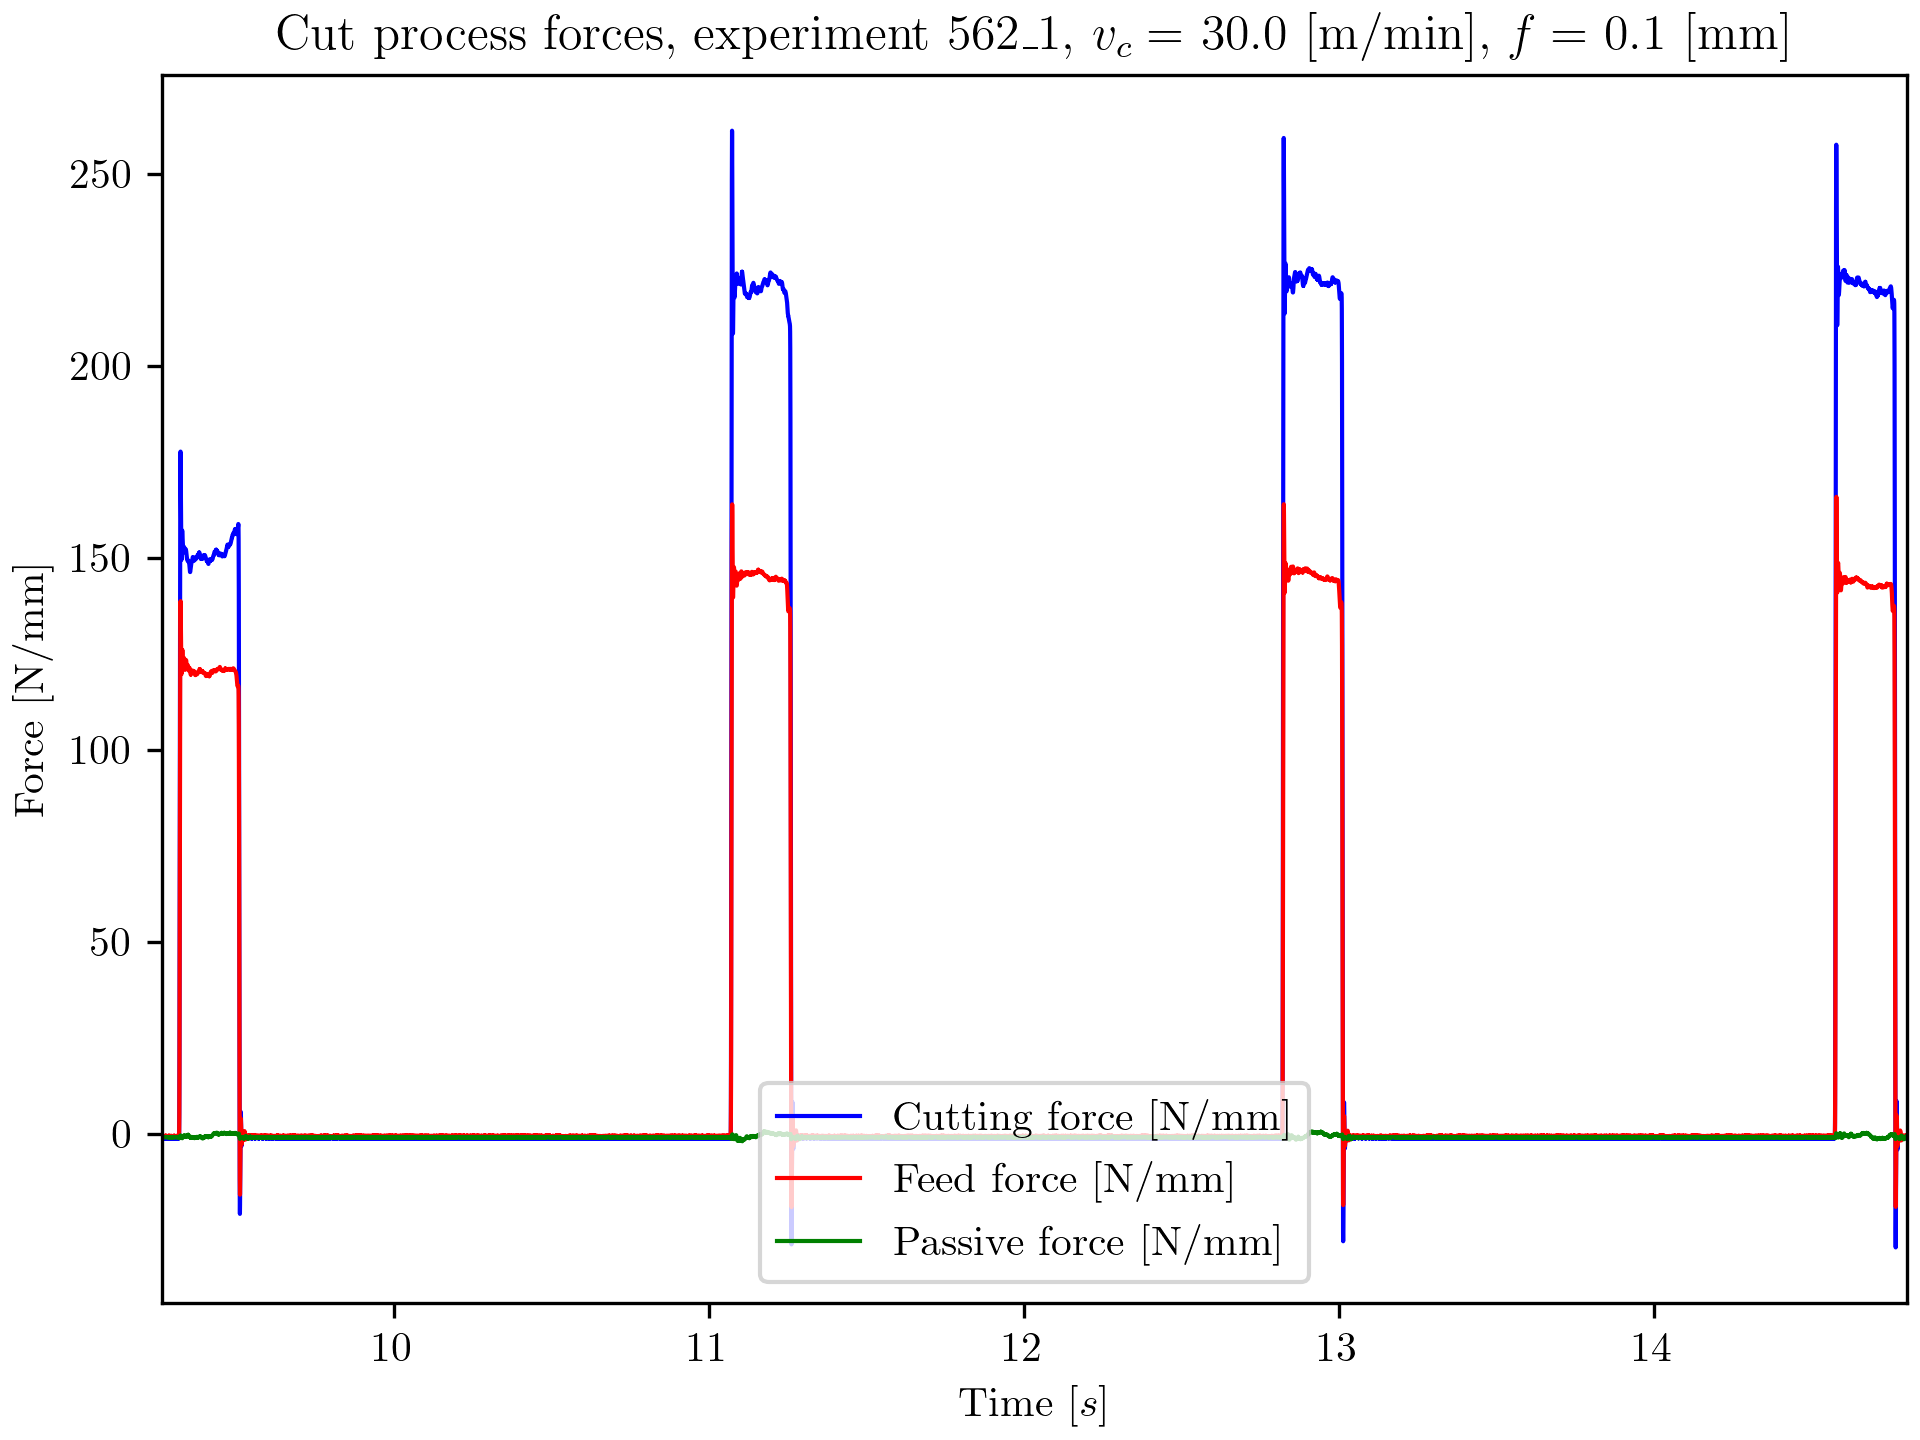 Cut process forces, experiment 562_1, v_c = 30.0 [m/min], f = 0.1 [mm]
Force [N/mm]
250
200
150
100
50
0
Cutting force [N/mm]
Feed force [N/mm]
Passive force [N/mm]
10 11 12 13 14
Time [s]